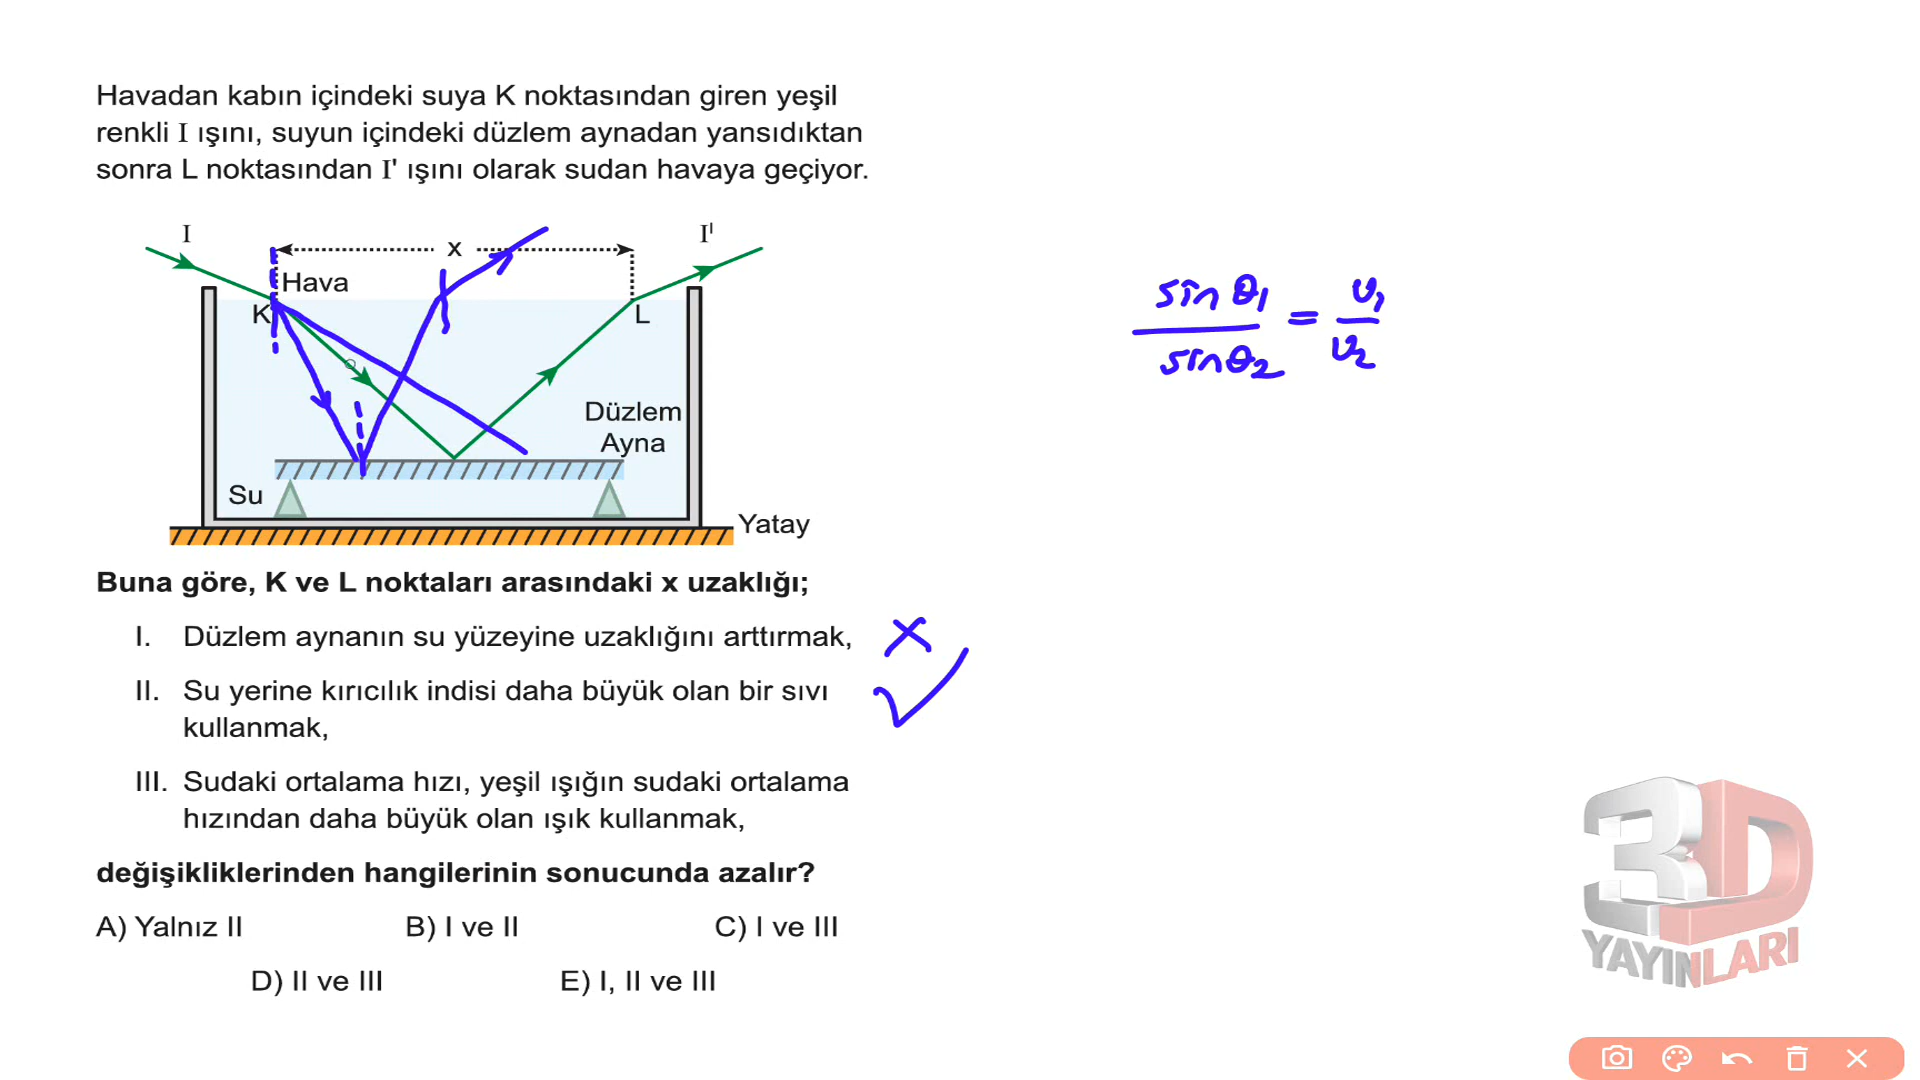 Havadan kabın içindeki suya K noktasından giren yeşil
renkli I ışını, suyun içindeki düzlem aynadan yansıdıktan
sonra L noktasından I' ışını olarak sudan havaya geçiyor.
I
x
I'
Hava
K
L
Düzlem
Ayna
Su
Yatay
sin θ1 / sin θ2 = υ1 / υ2
Buna göre, K ve L noktaları arasındaki x uzaklığı;
I. Düzlem aynanın su yüzeyine uzaklığını arttırmak,
II. Su yerine kırıcılık indisi daha büyük olan bir sıvı
kullanmak,
III. Sudaki ortalama hızı, yeşil ışığın sudaki ortalama
hızından daha büyük olan ışık kullanmak,
değişikliklerinden hangilerinin sonucunda azalır?
A) Yalnız II B) I ve II C) I ve III
D) II ve III E) I, II ve III
3D
YAYINLARI